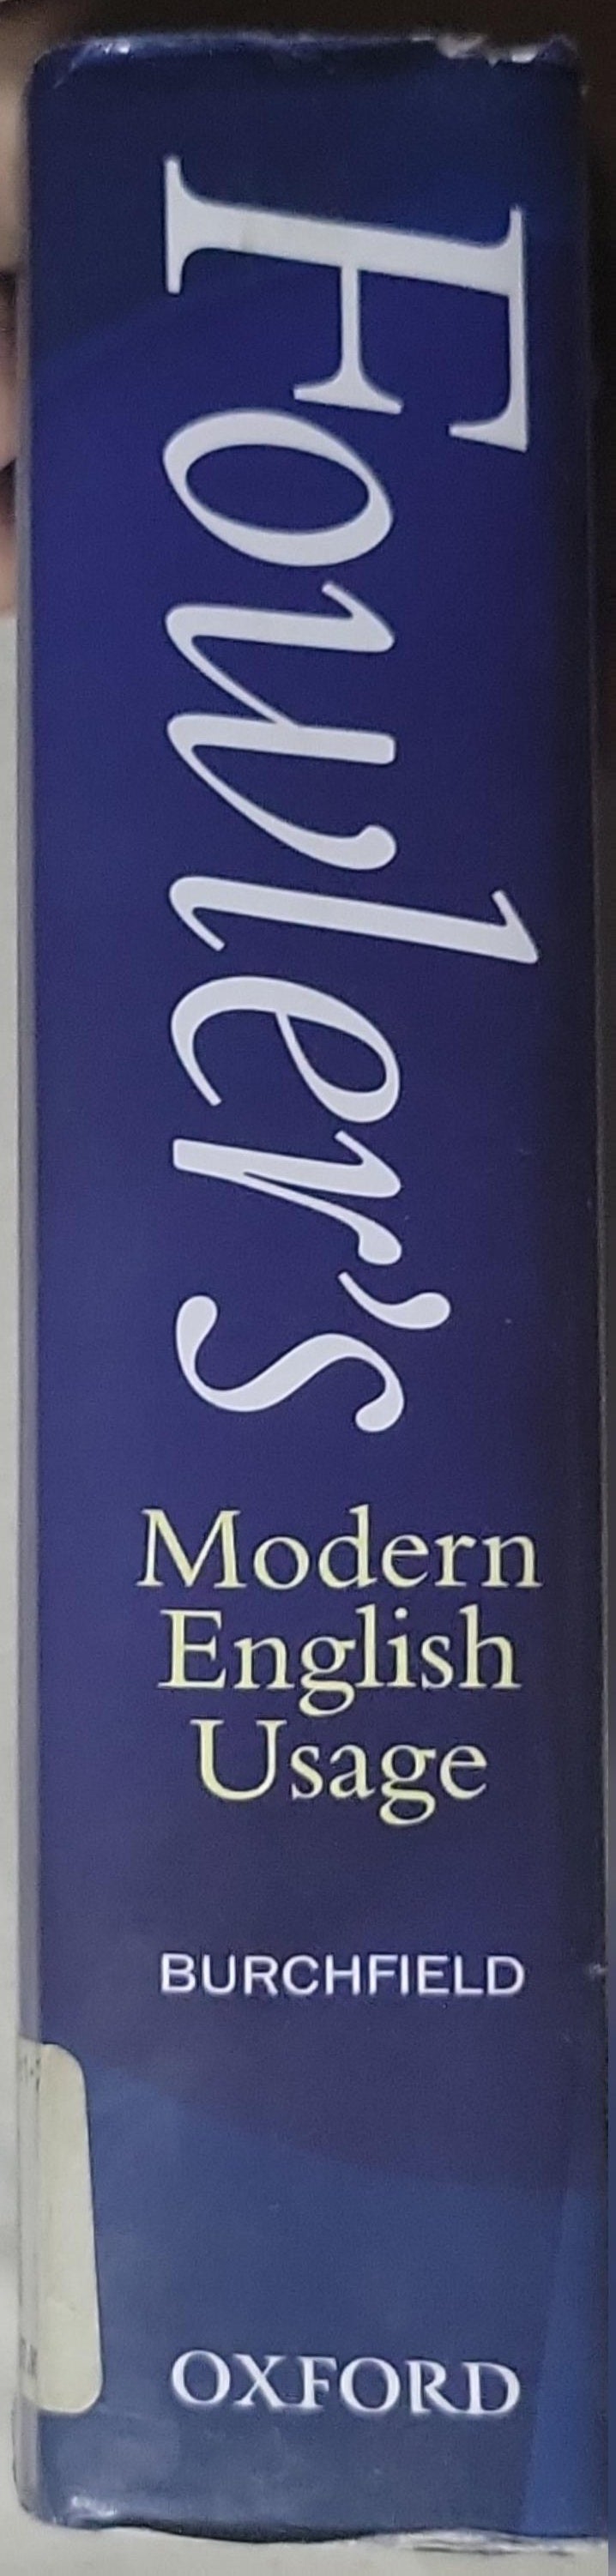 Fowler's
Modern
English
Usage
BURCHFIELD
OXFORD